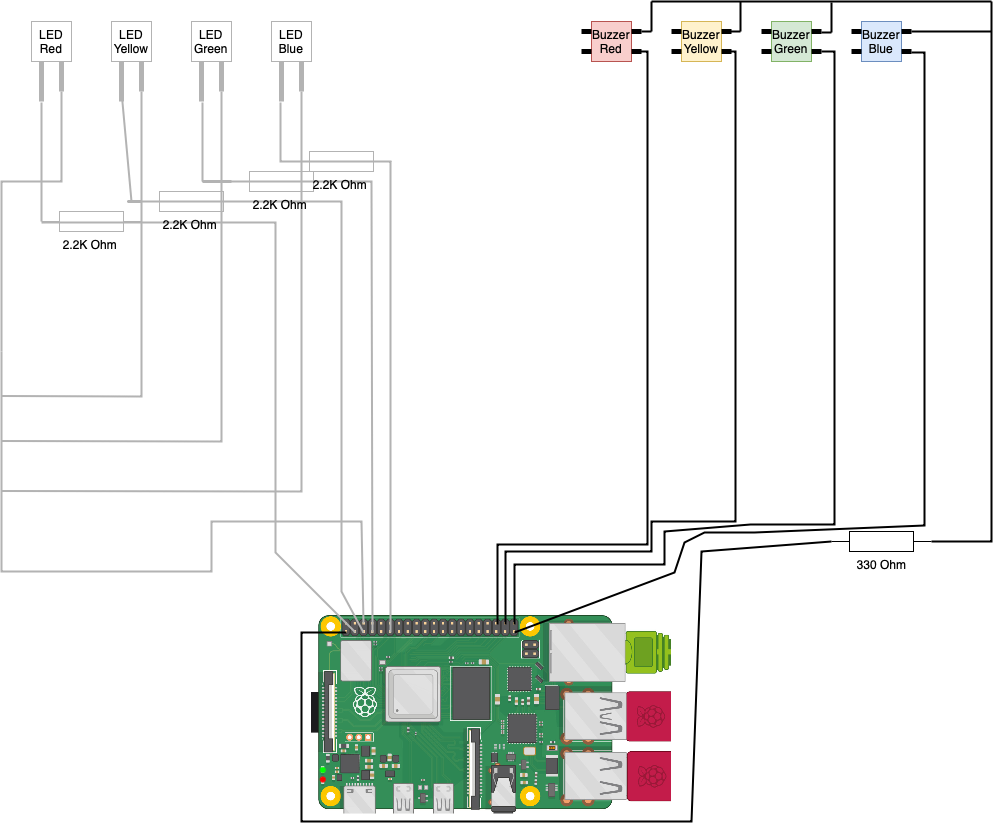 LED
Red
LED
Yellow
LED
Green
LED
Blue
Buzzer
Red
Buzzer
Yellow
Buzzer
Green
Buzzer
Blue
2.2K Ohm
2.2K Ohm
2.2K Ohm
2.2K Ohm
330 Ohm